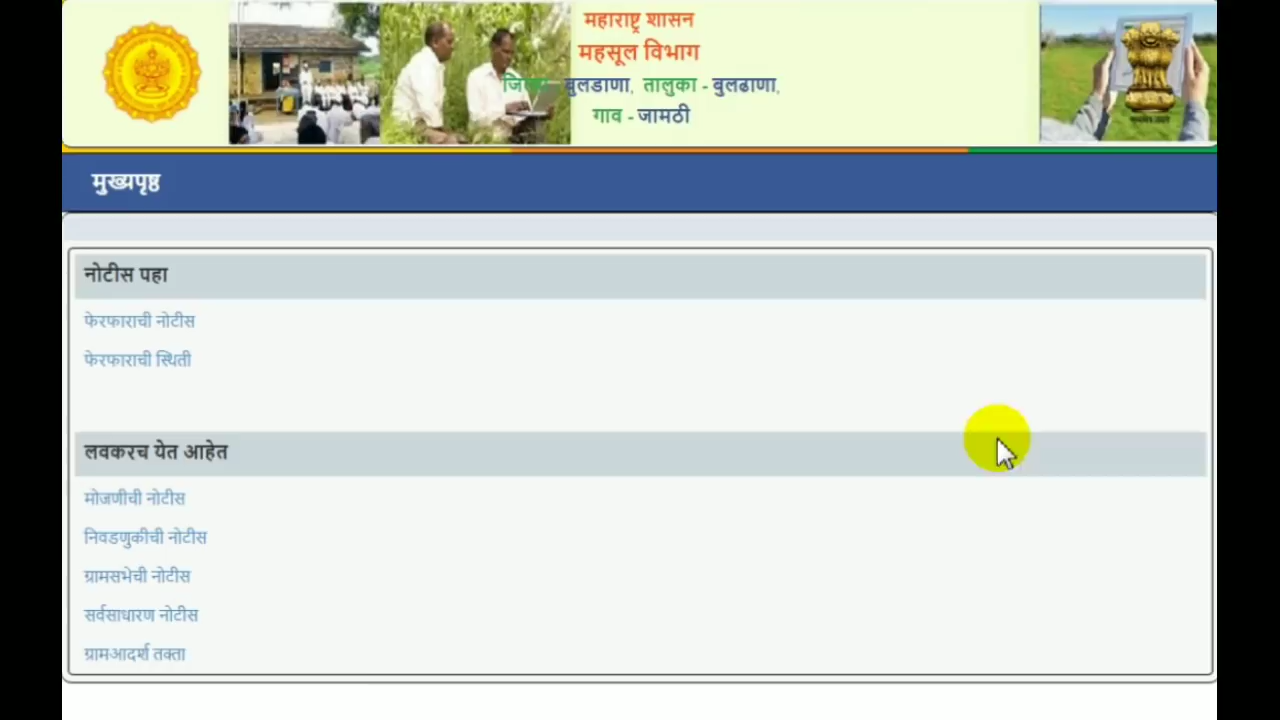 महाराष्ट्र शासन
महसूल विभाग
जिल्हा - बुलडाणा, तालुका - बुलढाणा,
गाव - जामठी
मुख्यपृष्ठ
नोटीस पहा
फेरफाराची नोटीस
फेरफाराची स्थिती
लवकरच येत आहेत
मोजणीची नोटीस
निवडणुकीची नोटीस
ग्रामसभेची नोटीस
सर्वसाधारण नोटीस
ग्रामआदर्श तक्ता